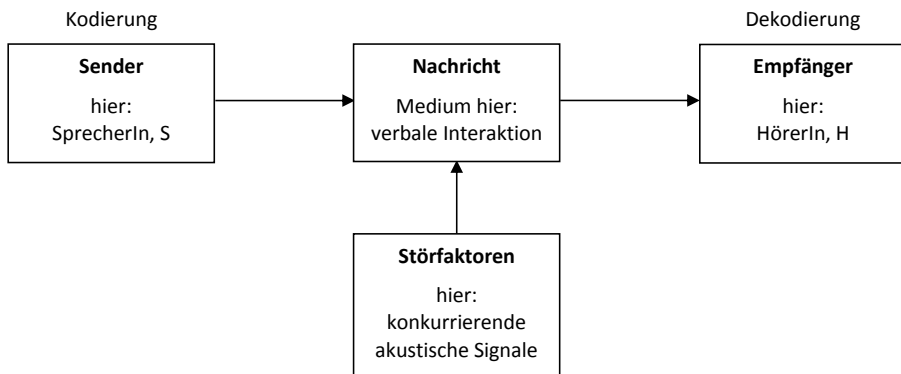 Kodierung
Dekodierung
Sender
hier:
SprecherIn, S
Nachricht
Medium hier:
verbale Interaktion
Empfänger
hier:
HörerIn, H
Störfaktoren
hier:
konkurrierende
akustische Signale